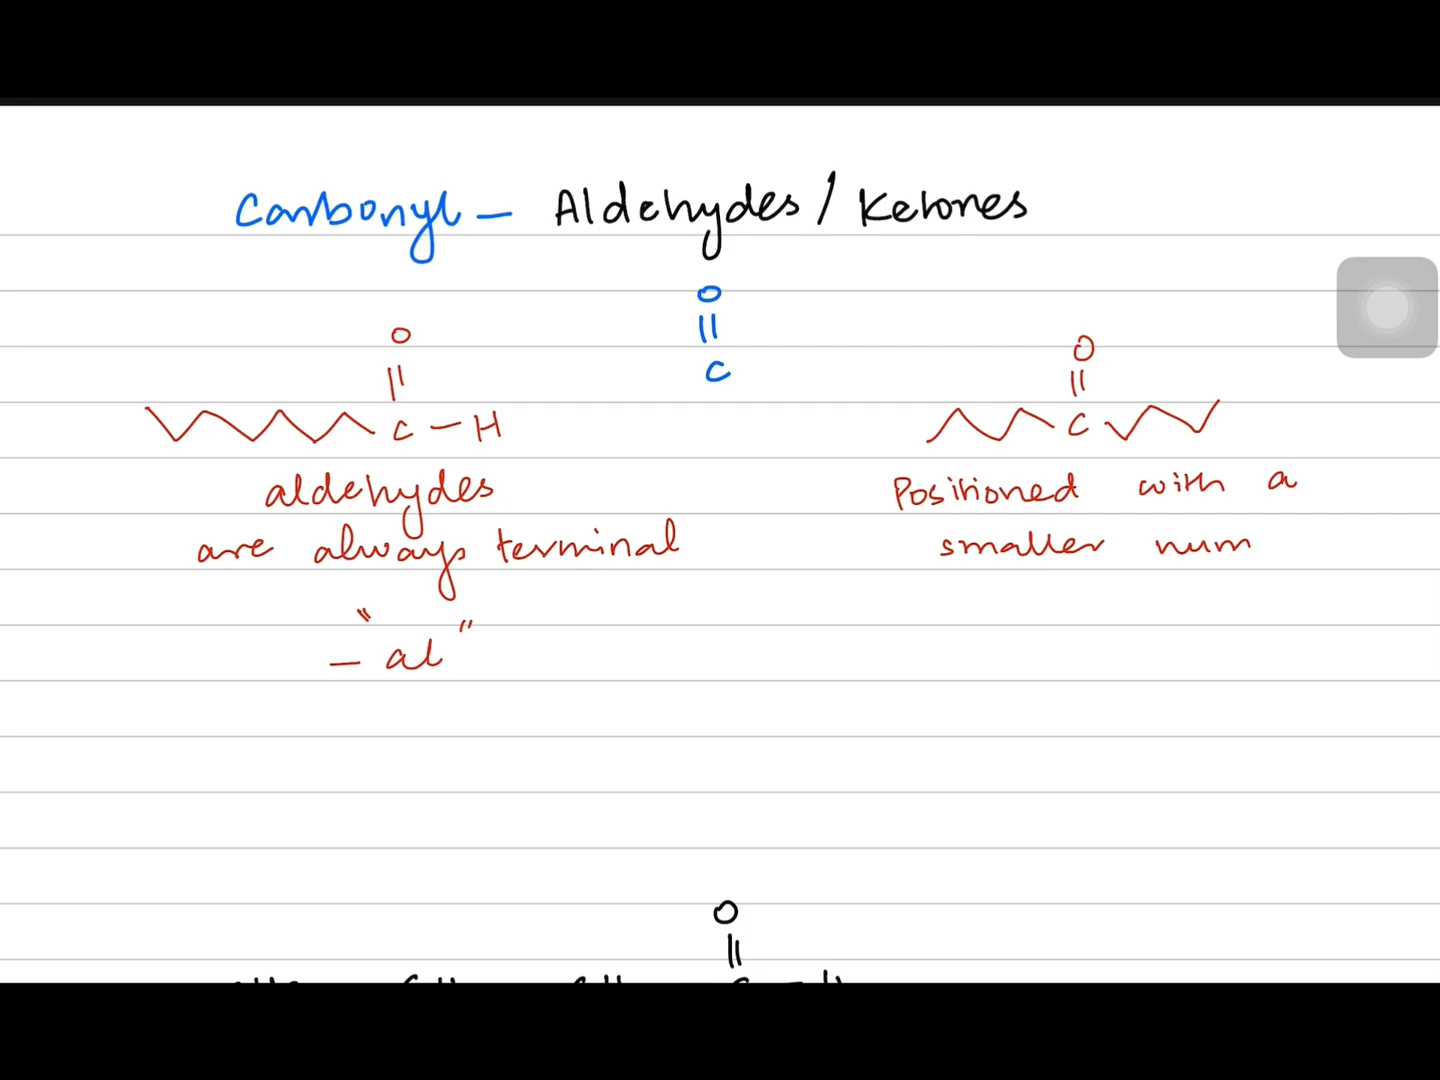 Carbonyl - Aldehydes / Ketones
O
||
C
O
||
C - H
aldehydes
are always terminal
" - al "
O
||
C
Positioned with a
smaller num
O
||